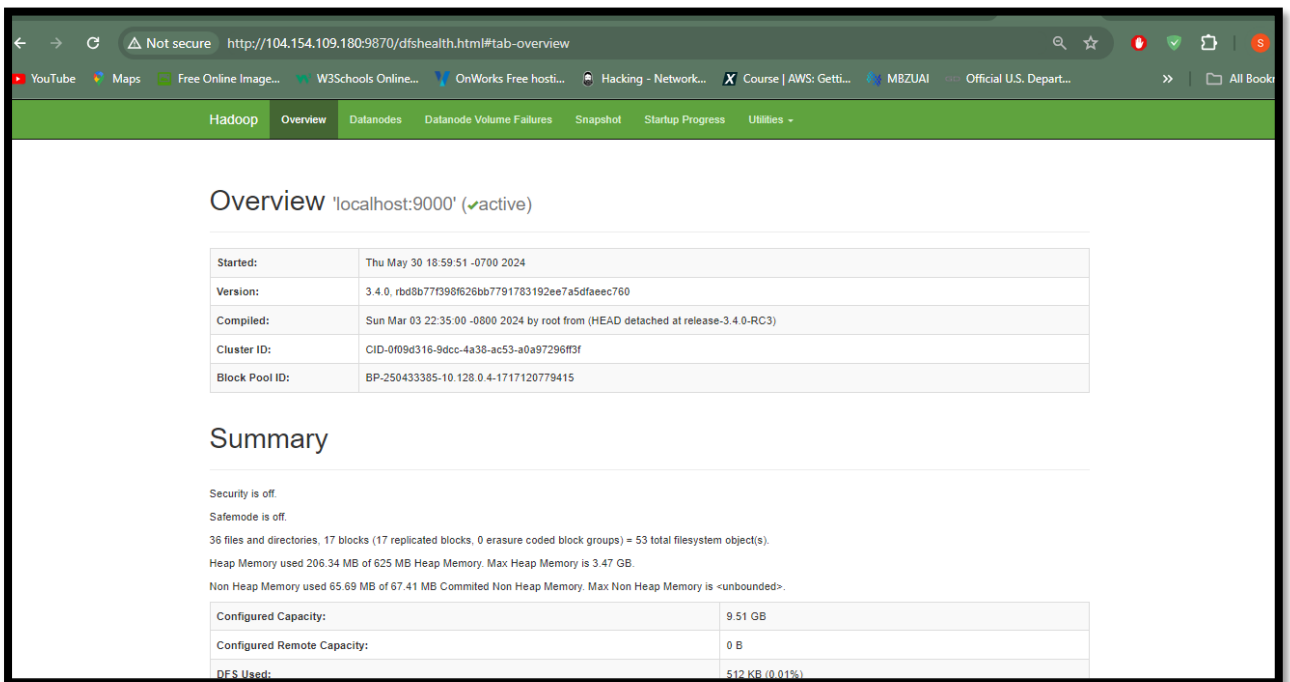 Not secure http://104.154.109.180:9870/dfshealth.html#tab-overview S
YouTube Maps Free Online Image... W3Schools Online... OnWorks Free hosti... Hacking - Network... Course | AWS: Getti... MBZUAI Official U.S. Depart... » All Bookr
Hadoop Overview Datanodes Datanode Volume Failures Snapshot Startup Progress Utilities
Overview 'localhost:9000' (✔active)
Started: Thu May 30 18:59:51 -0700 2024
Version: 3.4.0, rbd8b77f398f626bb7791783192ee7a5dfaeec760
Compiled: Sun Mar 03 22:35:00 -0800 2024 by root from (HEAD detached at release-3.4.0-RC3)
Cluster ID: CID-0f09d316-9dcc-4a38-ac53-a0a97296ff3f
Block Pool ID: BP-250433385-10.128.0.4-1717120779415
Summary
Security is off.
Safemode is off.
36 files and directories, 17 blocks (17 replicated blocks, 0 erasure coded block groups) = 53 total filesystem object(s).
Heap Memory used 206.34 MB of 625 MB Heap Memory. Max Heap Memory is 3.47 GB.
Non Heap Memory used 65.69 MB of 67.41 MB Commited Non Heap Memory. Max Non Heap Memory is <unbounded>.
Configured Capacity: 9.51 GB
Configured Remote Capacity: 0 B
DFS Used: 512 KB (0.01%)